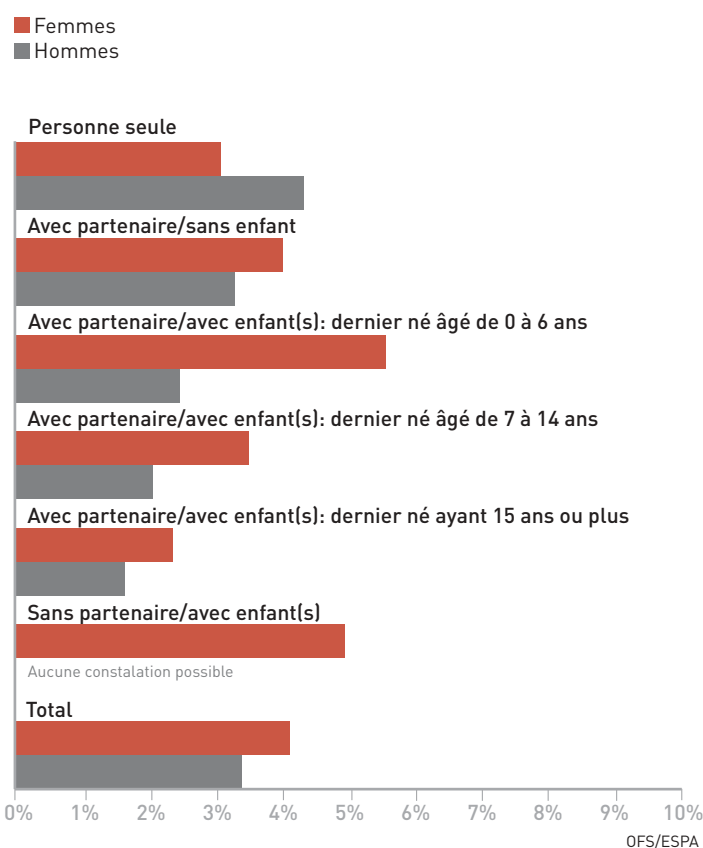 Femmes
Hommes
Personne seule
Avec partenaire/sans enfant
Avec partenaire/avec enfant(s): dernier né âgé de 0 à 6 ans
Avec partenaire/avec enfant(s): dernier né âgé de 7 à 14 ans
Avec partenaire/avec enfant(s): dernier né ayant 15 ans ou plus
Sans partenaire/avec enfant(s)
Aucune constalation possible
Total
0% 1% 2% 3% 4% 5% 6% 7% 8% 9% 10%
OFS/ESPA